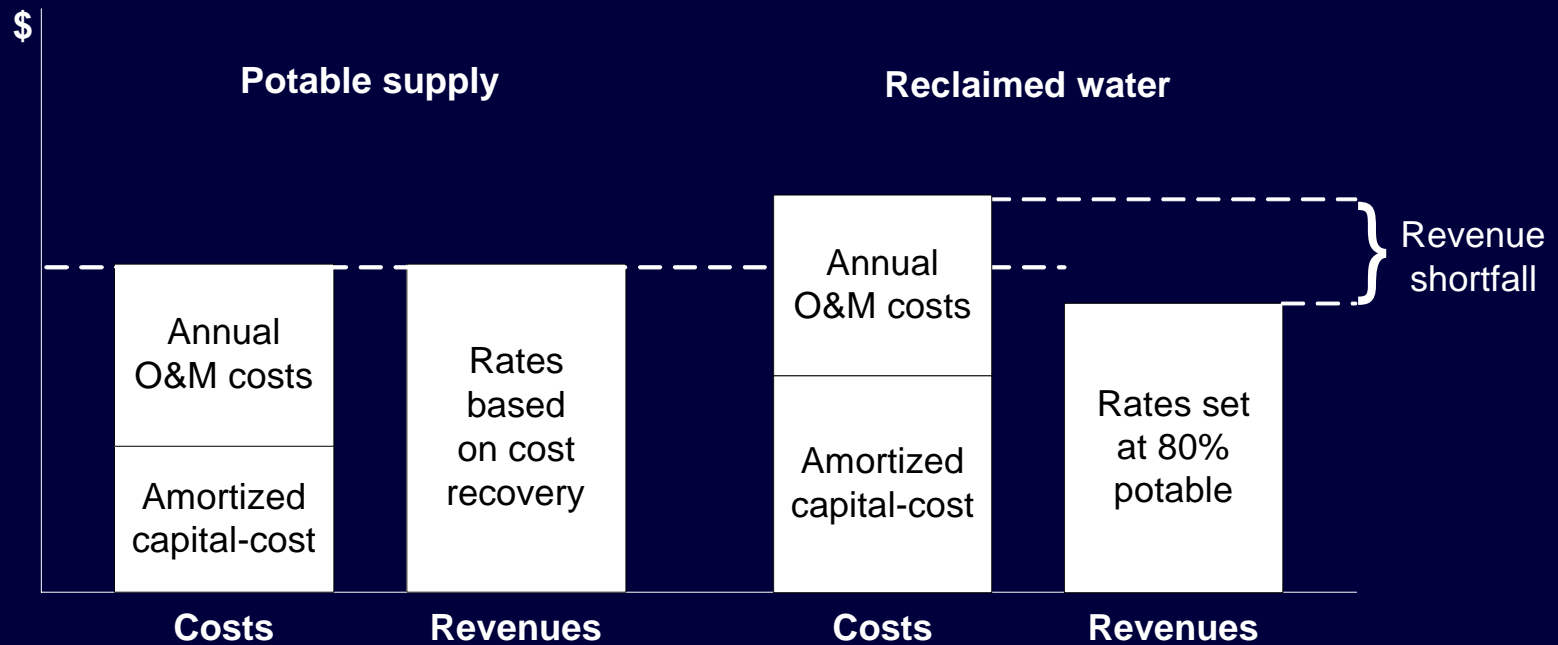 $
Potable supply
Reclaimed water
Annual
O&M costs
Amortized
capital-cost
Rates
based
on cost
recovery
Annual
O&M costs
Amortized
capital-cost
Rates set
at 80%
potable
}
Revenue
shortfall
Costs
Revenues
Costs
Revenues